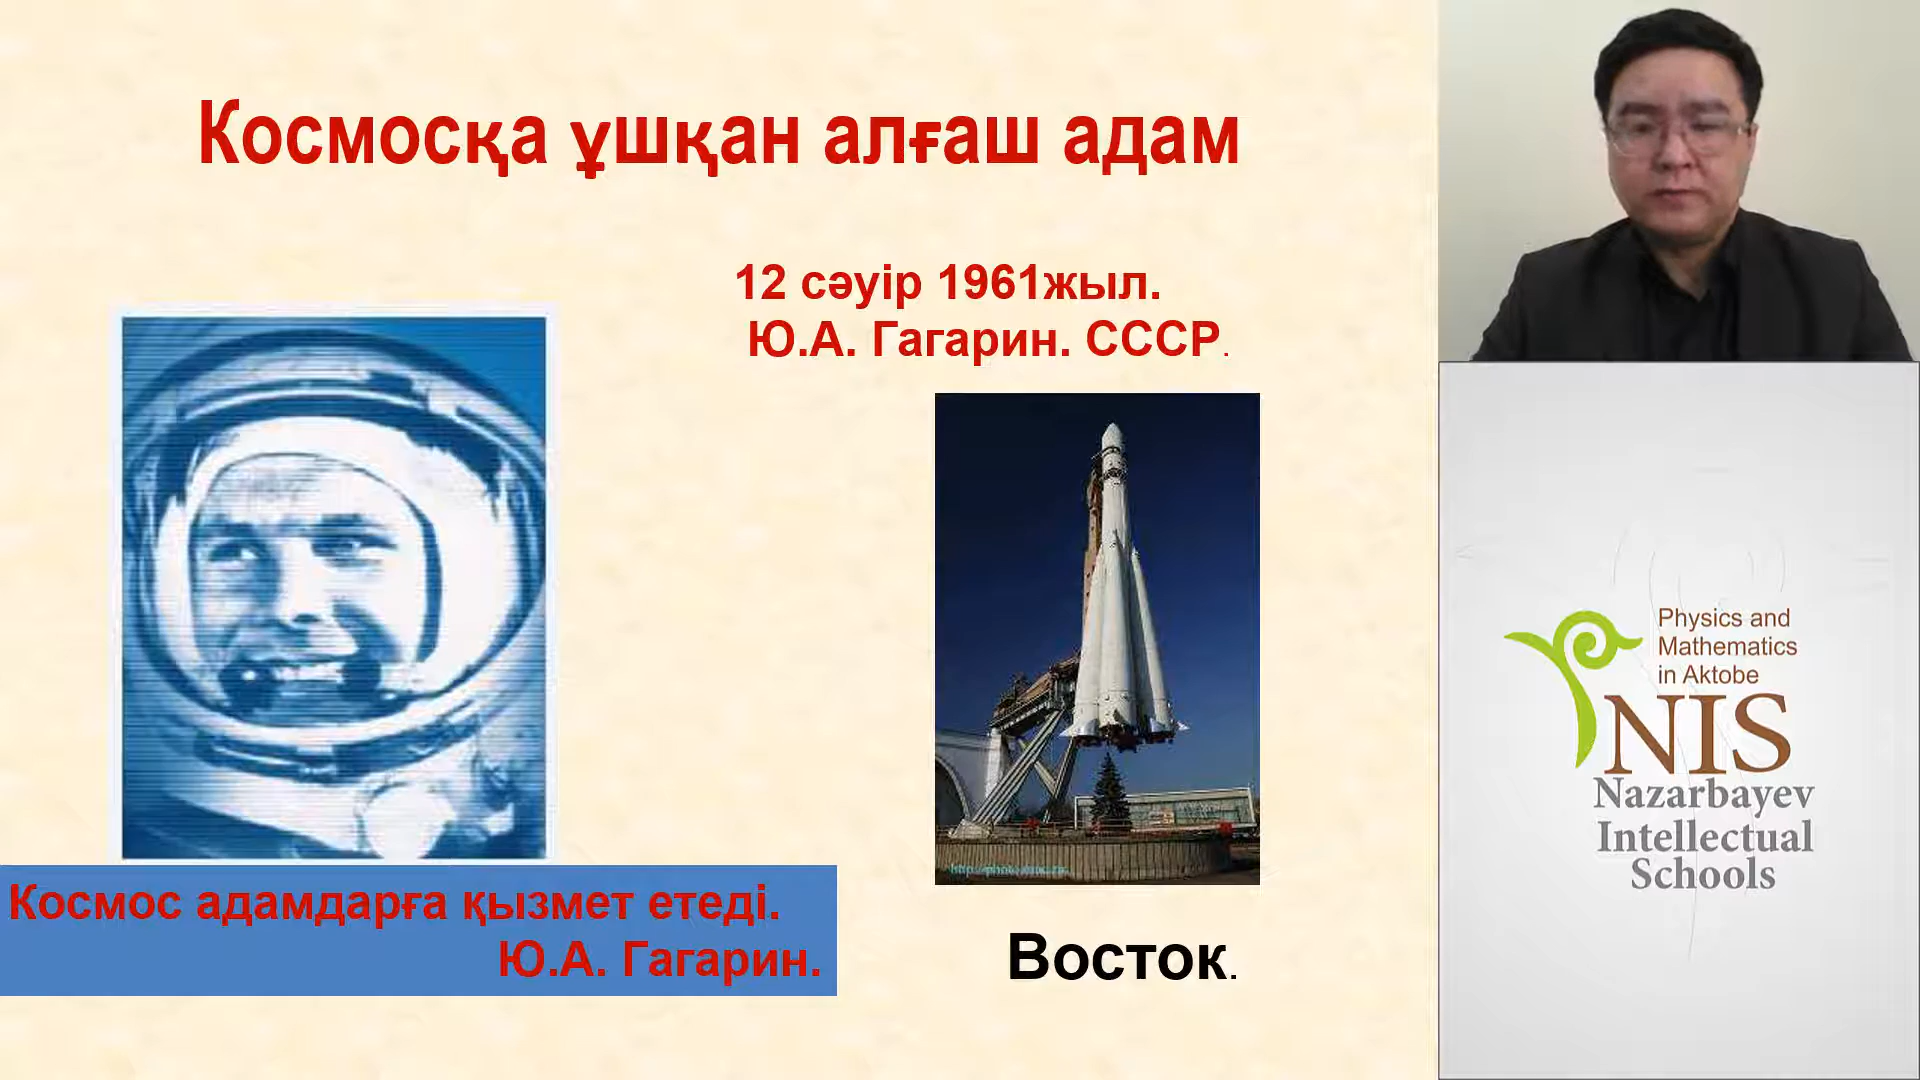 Космосқа ұшқан алғаш адам
12 сәуір 1961жыл.
Ю.А. Гагарин. СССР.
Космос адамдарға қызмет етеді.
Ю.А. Гагарин.
Восток.
Physics and
Mathematics
in Aktobe
NIS
Nazarbayev
Intellectual
Schools